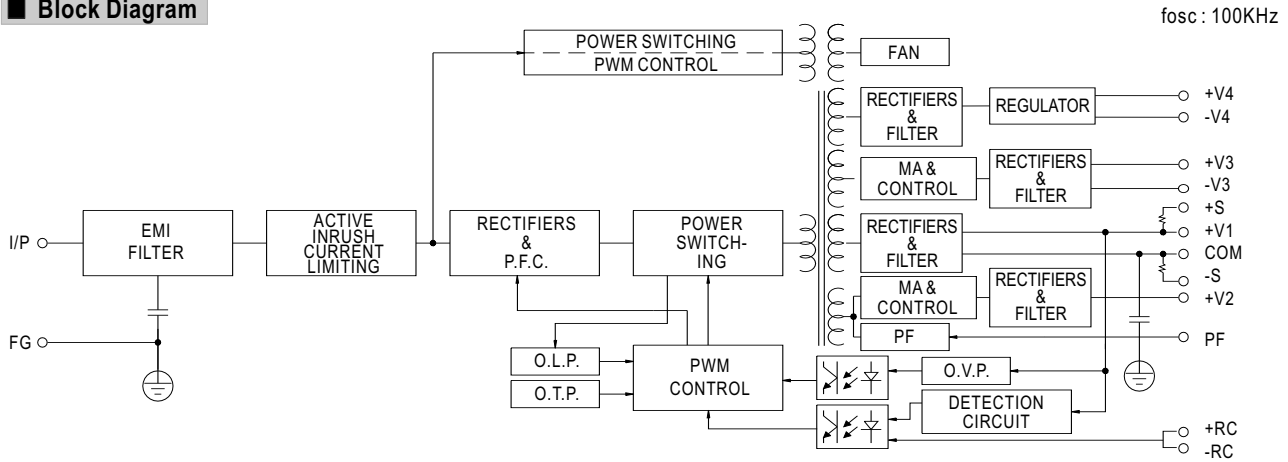 Block Diagram
fosc : 100KHz
POWER SWITCHING
PWM CONTROL
FAN
RECTIFIERS
&
FILTER
REGULATOR
+V4
-V4
MA &
CONTROL
RECTIFIERS
&
FILTER
+V3
-V3
I/P
EMI
FILTER
ACTIVE
INRUSH
CURRENT
LIMITING
RECTIFIERS
&
P.F.C.
POWER
SWITCH-
ING
RECTIFIERS
&
FILTER
+S
+V1
COM
-S
MA &
CONTROL
RECTIFIERS
&
FILTER
+V2
PF
PF
FG
O.L.P.
O.T.P.
PWM
CONTROL
O.V.P.
DETECTION
CIRCUIT
+RC
-RC